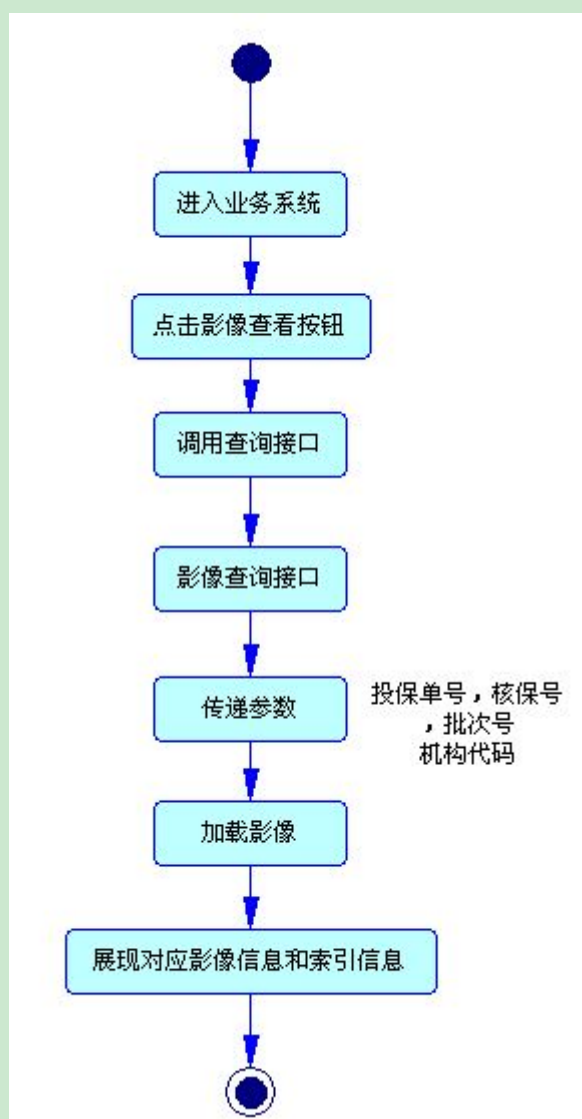 进入业务系统
点击影像查看按钮
调用查询接口
影像查询接口
传递参数
投保单号，核保号
，批次号
机构代码
加载影像
展现对应影像信息和索引信息